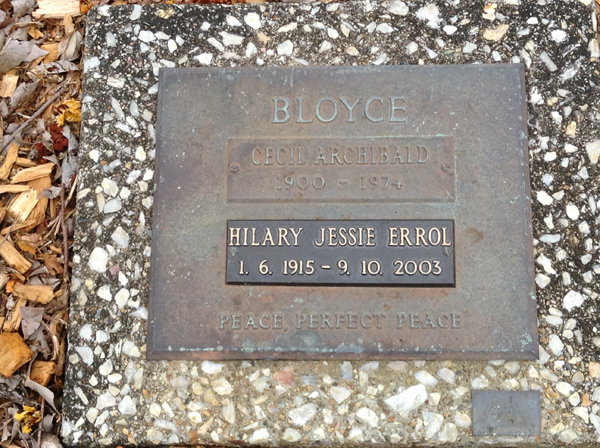 BLOYCE
CECIL ARCHIBALD
1900 - 1974
HILARY JESSIE ERROL
1. 6. 1915 - 9. 10. 2003
PEACE, PERFECT PEACE